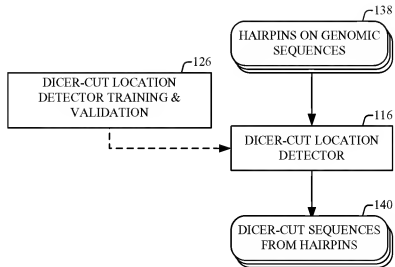 138
HAIRPINS ON GENOMIC
SEQUENCES
126
DICER-CUT LOCATION
DETECTOR TRAINING &
VALIDATION
116
DICER-CUT LOCATION
DETECTOR
140
DICER-CUT SEQUENCES
FROM HAIRPINS